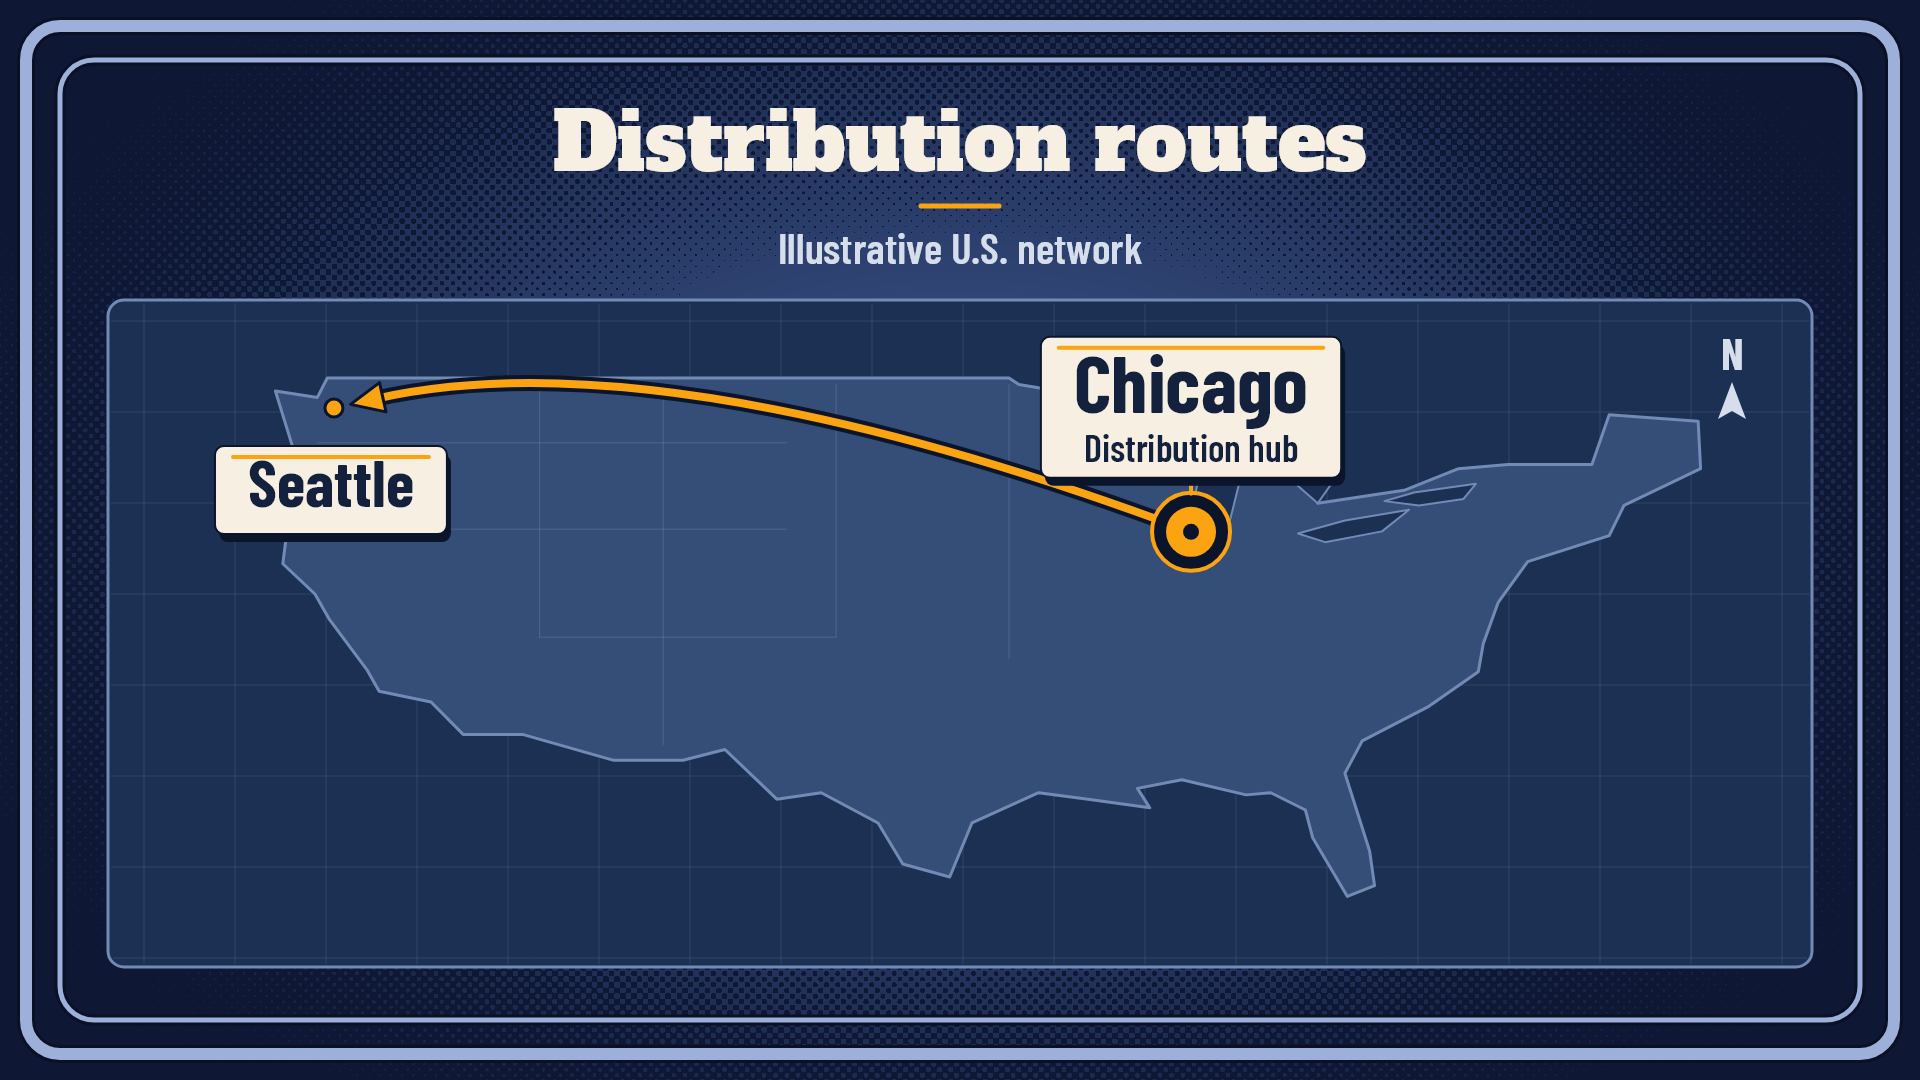 Distribution routes
Illustrative U.S. network
N
Chicago
Distribution hub
Seattle